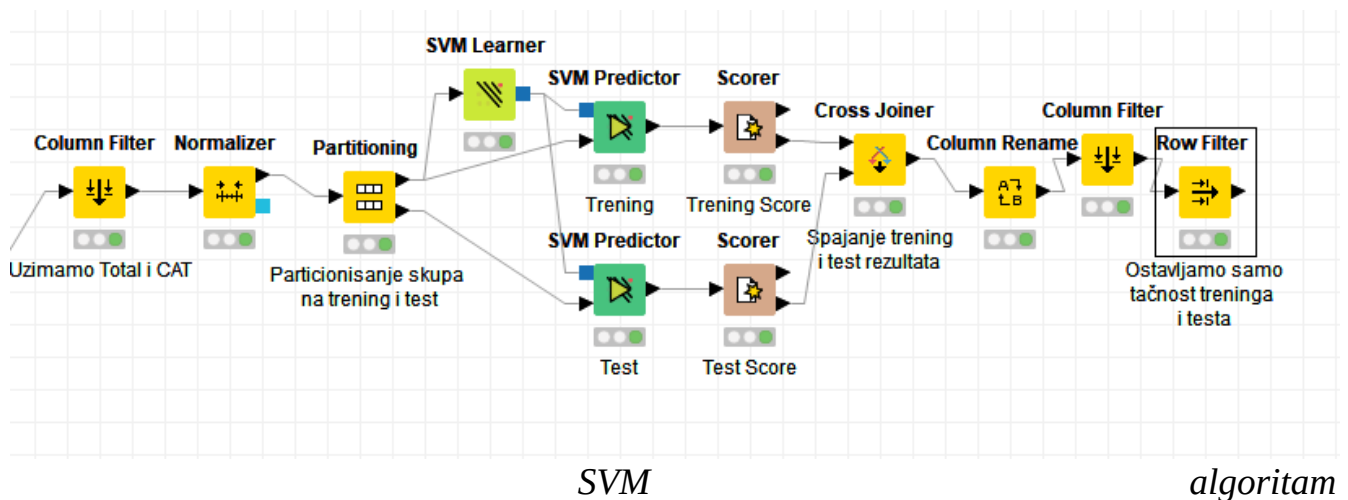 SVM Learner
SVM Predictor
Scorer
Cross Joiner
Column Filter
Column Filter
Normalizer
Partitioning
Column Rename
Row Filter
Trening
Trening Score
Uzimamo Total i CAT
Particionisanje skupa
na trening i test
SVM Predictor
Scorer
Spajanje trening
i test rezultata
Ostavljamo samo
tačnost treninga
i testa
Test
Test Score
SVM algoritam